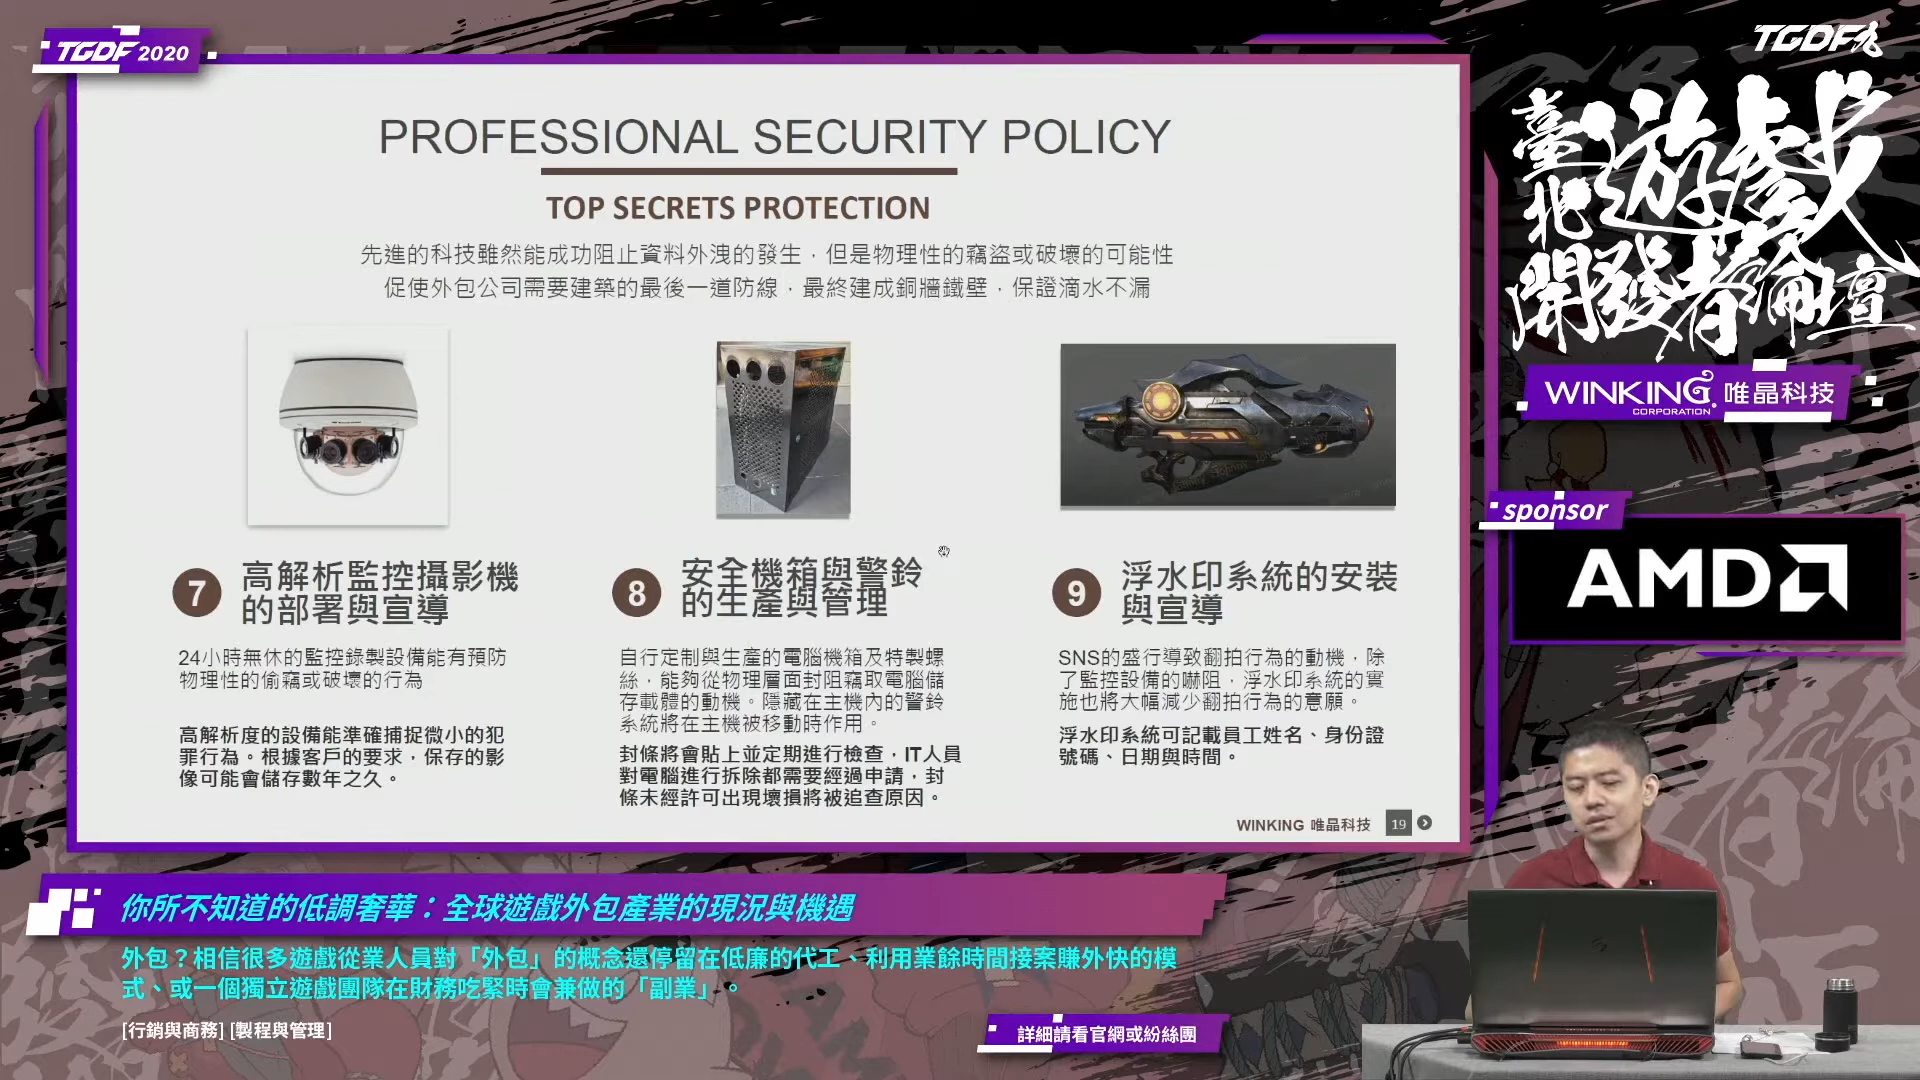 TGDF 2020
TGDF九
臺北遊戲開發者論壇
WINKING CORPORATION 唯晶科技
sponsor
AMD
PROFESSIONAL SECURITY POLICY
TOP SECRETS PROTECTION
先進的科技雖然能成功阻止資料外洩的發生，但是物理性的竊盜或破壞的可能性
促使外包公司需要建築的最後一道防線，最終建成銅牆鐵壁，保證滴水不漏
7
高解析監控攝影機
的部署與宣導
24小時無休的監控錄製設備能有預防
物理性的偷竊或破壞的行為
高解析度的設備能準確捕捉微小的犯
罪行為。根據客戶的要求，保存的影
像可能會儲存數年之久。
8
安全機箱與警鈴
的生產與管理
自行定制與生產的電腦機箱及特製螺
絲，能夠從物理層面封阻竊取電腦儲
存載體的動機。隱藏在主機內的警鈴
系統將在主機被移動時作用。
封條將會貼上並定期進行檢查，IT人員
對電腦進行拆除都需要經過申請，封
條未經許可出現壞損將被追查原因。
9
浮水印系統的安裝
與宣導
SNS的盛行導致翻拍行為的動機，除
了監控設備的嚇阻，浮水印系統的實
施也將大幅減少翻拍行為的意願。
浮水印系統可記載員工姓名、身份證
號碼、日期與時間。
WINKING 唯晶科技 19
你所不知道的低調奢華：全球遊戲外包產業的現況與機遇
外包？相信很多遊戲從業人員對「外包」的概念還停留在低廉的代工、利用業餘時間接案賺外快的模
式、或一個獨立遊戲團隊在財務吃緊時會兼做的「副業」。
[行銷與商務] [製程與管理]
詳細請看官網或紛絲團